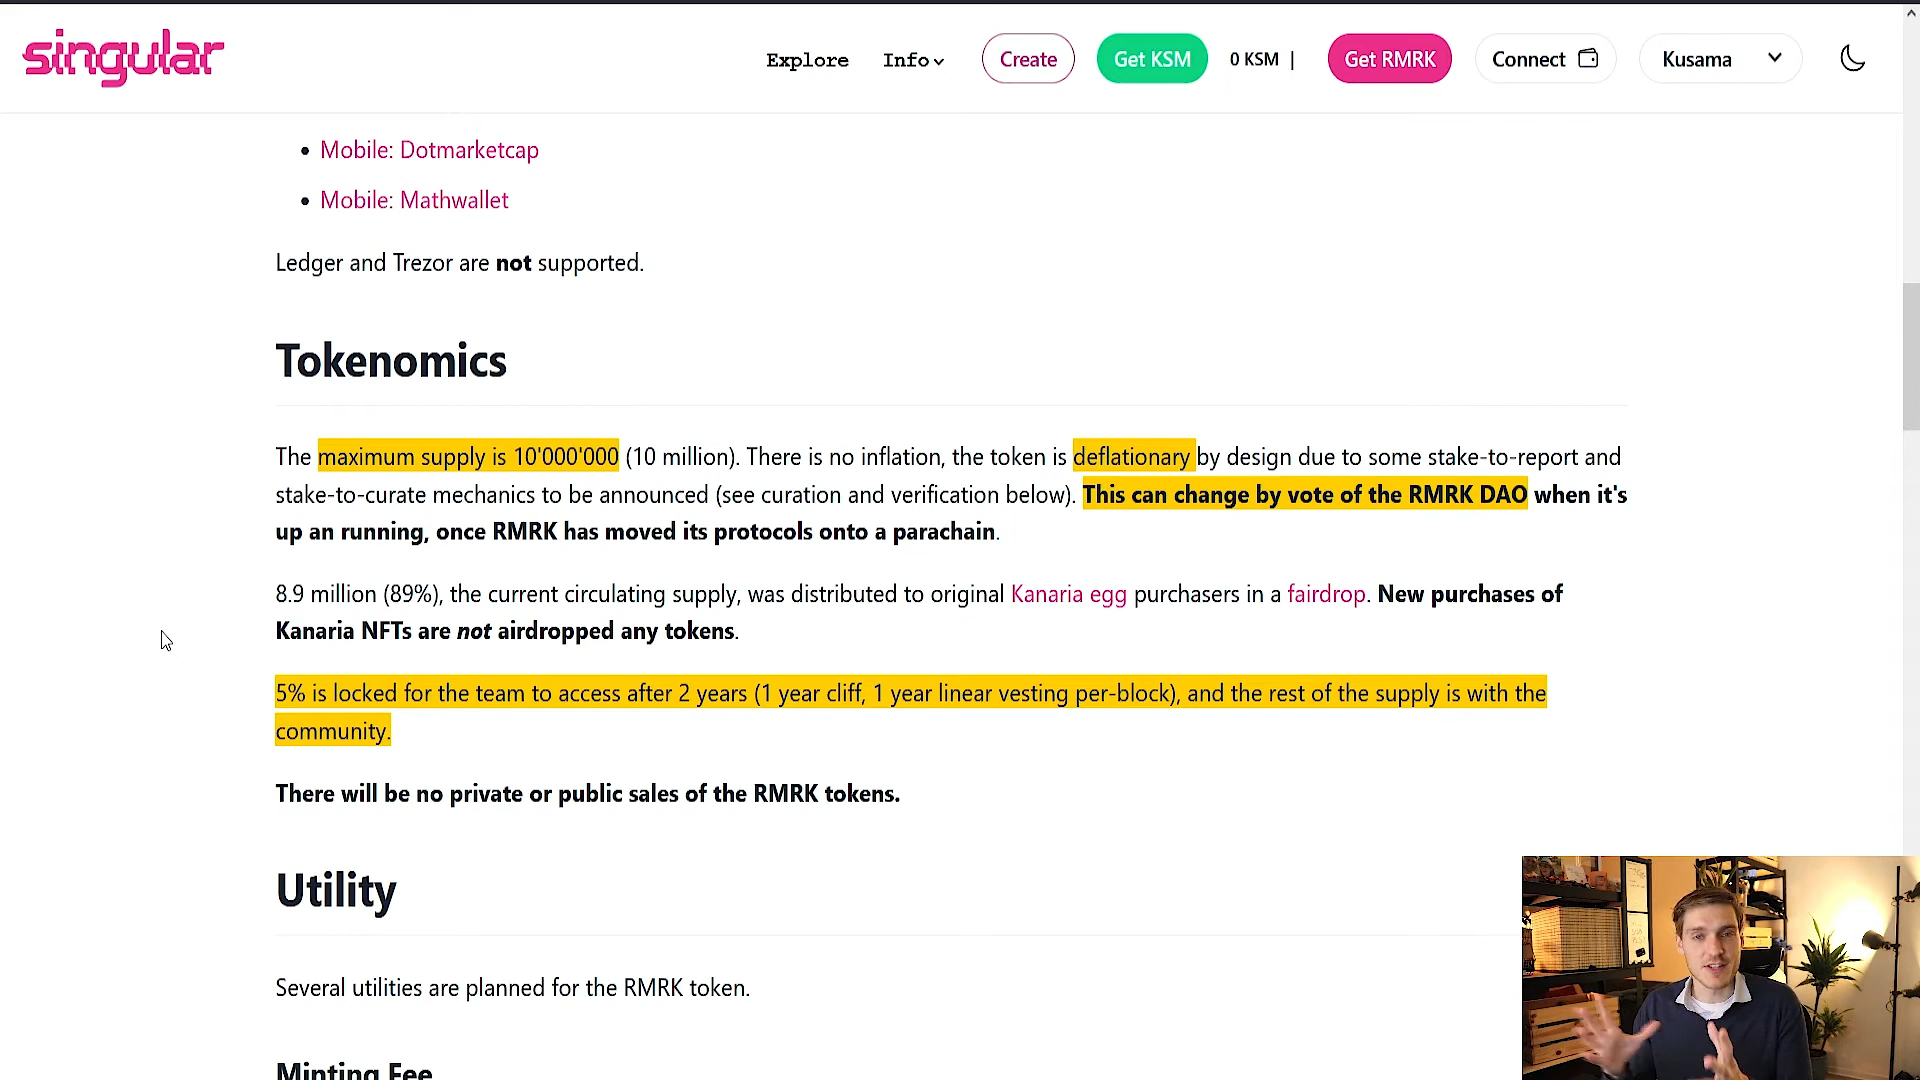 singular
Explore Info Create Get KSM 0 KSM | Get RMRK Connect Kusama
Mobile: Dotmarketcap
Mobile: Mathwallet
Ledger and Trezor are not supported.
Tokenomics
The maximum supply is 10'000'000 (10 million). There is no inflation, the token is deflationary by design due to some stake-to-report and
stake-to-curate mechanics to be announced (see curation and verification below). This can change by vote of the RMRK DAO when it's
up an running, once RMRK has moved its protocols onto a parachain.
8.9 million (89%), the current circulating supply, was distributed to original Kanaria egg purchasers in a fairdrop. New purchases of
Kanaria NFTs are not airdropped any tokens.
5% is locked for the team to access after 2 years (1 year cliff, 1 year linear vesting per-block), and the rest of the supply is with the
community.
There will be no private or public sales of the RMRK tokens.
Utility
Several utilities are planned for the RMRK token.
Minting Fee